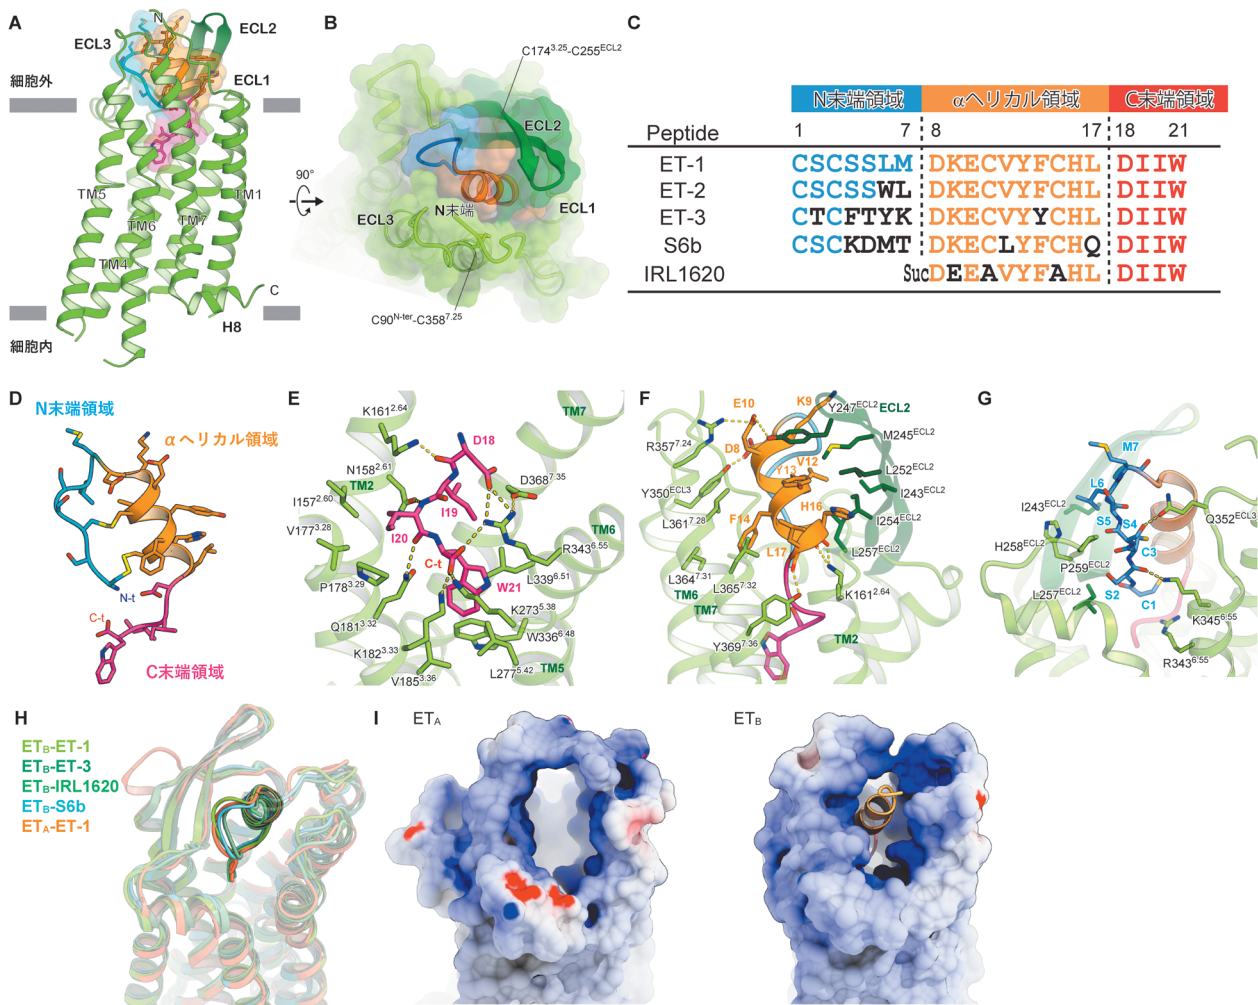 A
N
ECL3
ECL2
細胞外
ECL1
TM5
TM6
TM7
TM1
TM4
C
H8
細胞内
90°
B
C174^3.25-C255^ECL2
ECL2
ECL1
ECL3
N末端
C90^N-ter-C358^7.25
C
N末端領域 αヘリカル領域 C末端領域
Peptide 1 7 8 17 18 21
ET-1 CSCSSLM DKECVYFCHL DIIW
ET-2 CSCSSWL DKECVYFCHL DIIW
ET-3 CTCFTYK DKECVYYCHL DIIW
S6b CSCKDMT DKECLYFCHQ DIIW
IRL1620 SucDEEAVYFAHL DIIW
D
N末端領域
αヘリカル領域
N-t
C-t
C末端領域
E
K161^2.64
TM7
D18
N158^2.61
TM2
D368^7.35
I157^2.60
I19
V177^3.28
I20
TM6
R343^6.55
C-t
L339^6.51
P178^3.29
W21
K273^5.38
Q181^3.32
W336^6.48
K182^3.33
V185^3.36
L277^5.42
TM5
F
E10
K9
Y247^ECL2
ECL2
R357^7.24
M245^ECL2
D8
V12
Y13
L252^ECL2
Y350^ECL3
I243^ECL2
L361^7.28
H16
F14
I254^ECL2
L17
L257^ECL2
L364^7.31
L365^7.32
TM6
TM7
K161^2.64
Y369^7.36
TM2
G
M7
L6
I243^ECL2
S5
S4
Q352^ECL3
H258^ECL2
C3
P259^ECL2
L257^ECL2
S2
C1
K345^6.55
R343^6.55
H
ETB-ET-1
ETB-ET-3
ETB-IRL1620
ETB-S6b
ETA-ET-1
I
ETA
ETB